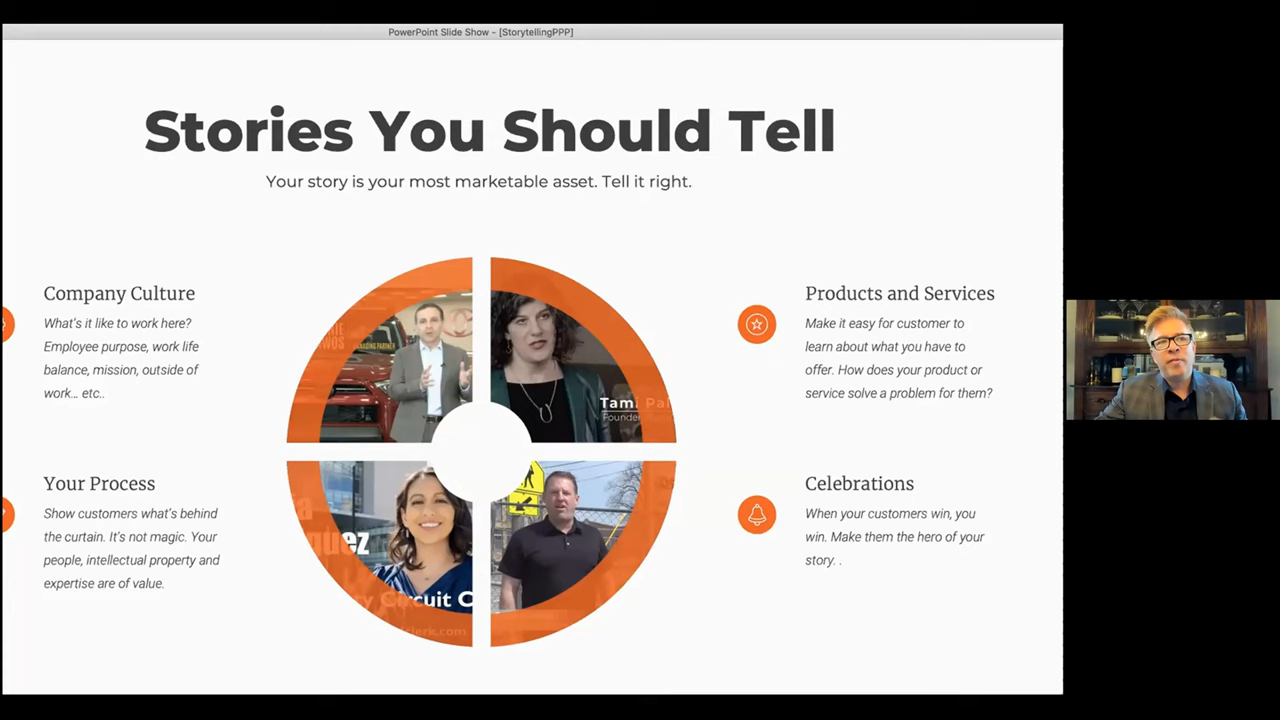 PowerPoint Slide Show - [StorytellingPPP]
Stories You Should Tell
Your story is your most marketable asset. Tell it right.
Company Culture
What's it like to work here?
Employee purpose, work life
balance, mission, outside of
work... etc..
Your Process
Show customers what's behind
the curtain. It's not magic. Your
people, intellectual property and
expertise are of value.
Tami
Founder
Circuit
clerk.com
Products and Services
Make it easy for customer to
learn about what you have to
offer. How does your product or
service solve a problem for them?
Celebrations
When your customers win, you
win. Make them the hero of your
story. .